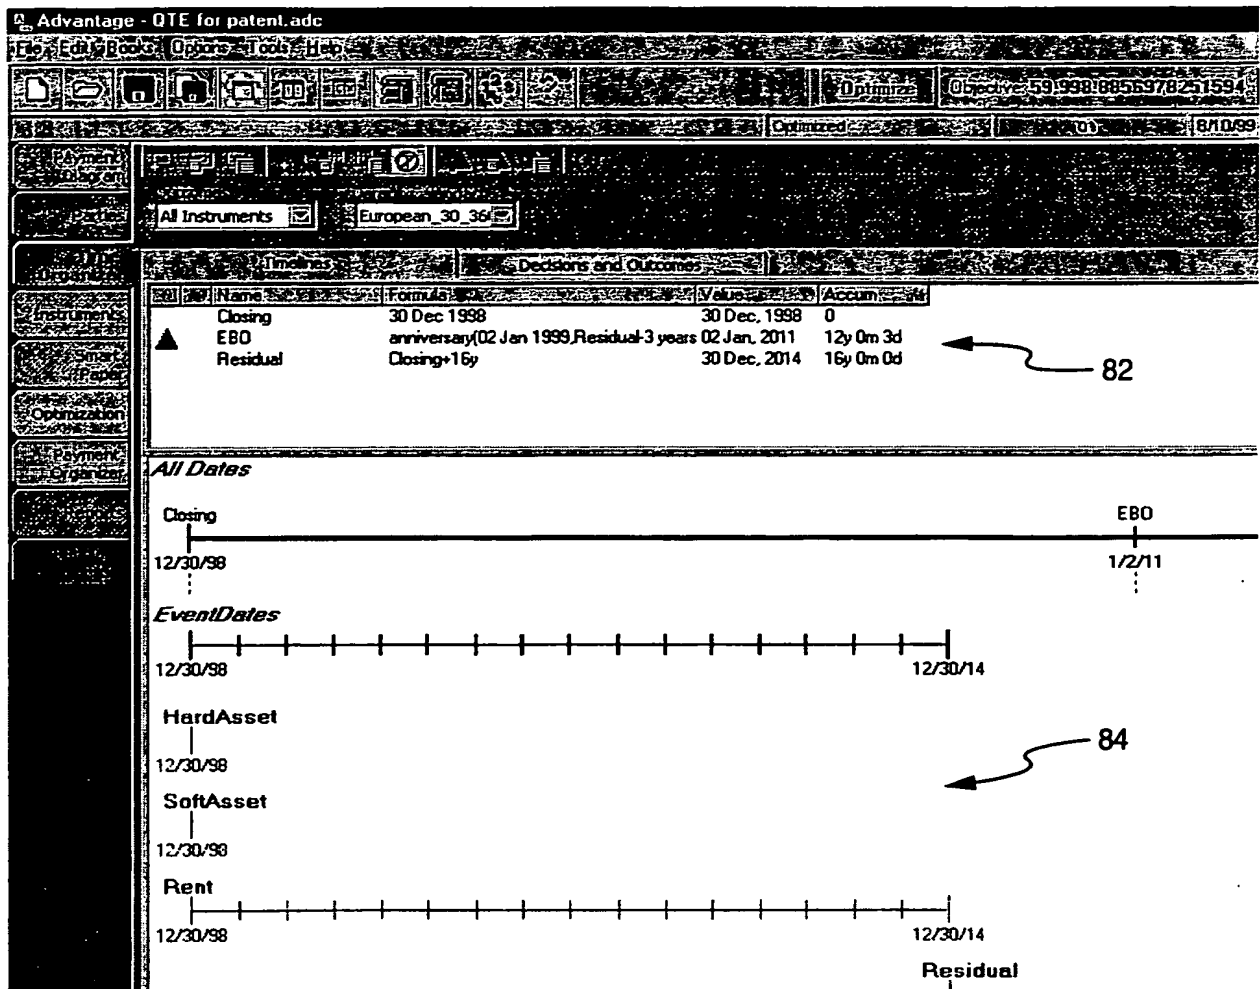 Advantage - QTE for patent.adc
File Edit Books Options Tools Help
Optimize
Objective: 59.9988856978251594
Optimized
8/10/99
Payment
Parties
Organizer
Instruments
Smart Paper
Optimization
Payment Organizer
All Instruments
European_30_36
Timelines
Decisions and Outcomes
Name Formula Value Accum
Closing 30 Dec 1998 30 Dec, 1998 0
EBO anniversary(02 Jan 1999,Residual-3 years 02 Jan, 2011 12y 0m 3d
Residual Closing+16y 30 Dec, 2014 16y 0m 0d
82
All Dates
Closing EBO
12/30/98 1/2/11
EventDates
12/30/98 12/30/14
HardAsset
12/30/98
84
SoftAsset
12/30/98
Rent
12/30/98 12/30/14
Residual